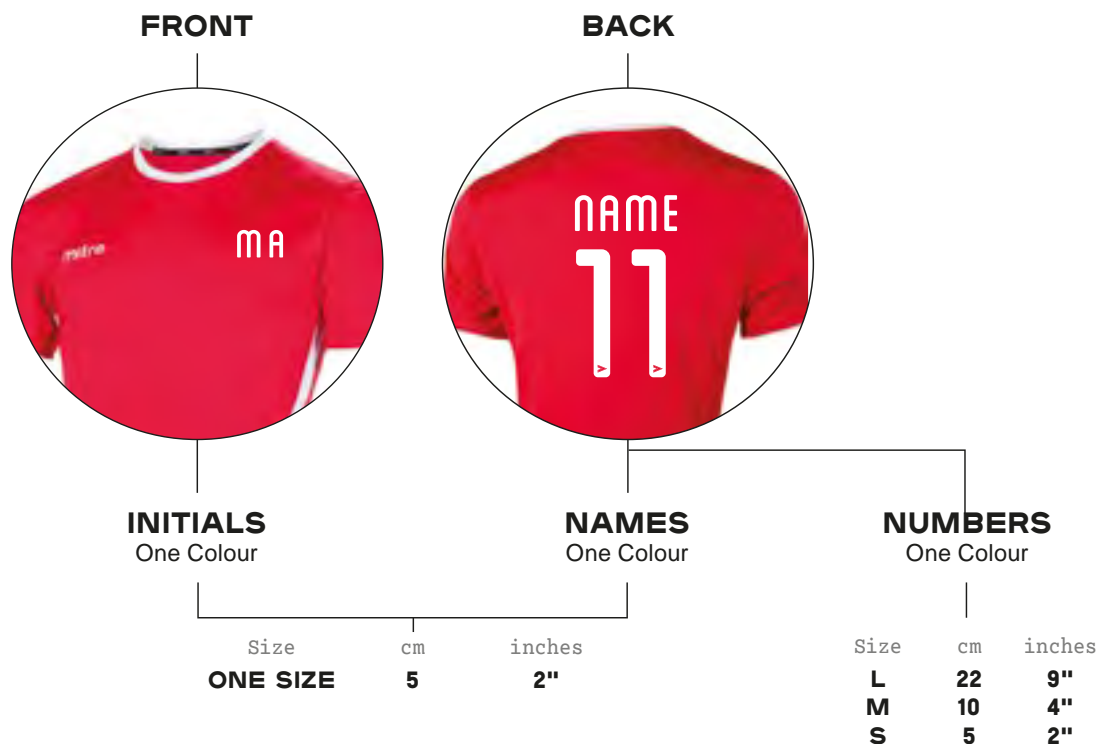 FRONT
BACK
mitre
MA
NAME
11
INITIALS
One Colour
NAMES
One Colour
NUMBERS
One Colour
Size cm inches
ONE SIZE 5 2"
Size cm inches
L 22 9"
M 10 4"
S 5 2"